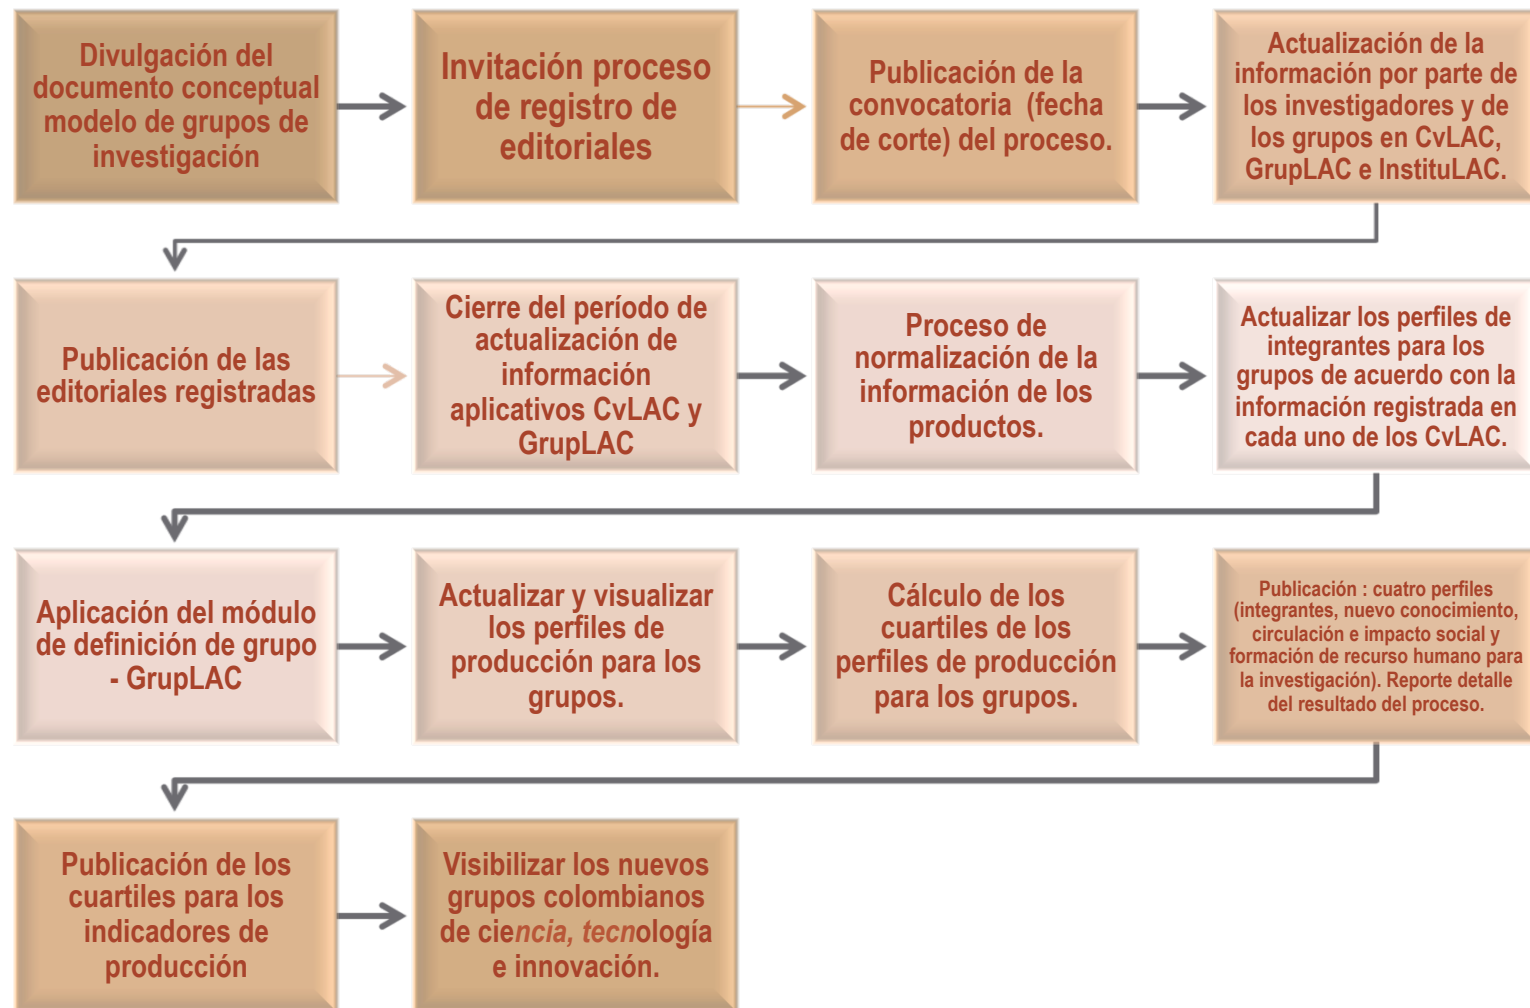 Divulgación del
documento conceptual
modelo de grupos de
investigación
Invitación proceso
de registro de
editoriales
Publicación de la
convocatoria (fecha
de corte) del proceso.
Actualización de la
información por parte de
los investigadores y de
los grupos en CvLAC,
GrupLAC e InstituLAC.
Publicación de las
editoriales registradas
Cierre del período de
actualización de
información
aplicativos CvLAC y
GrupLAC
Proceso de
normalización de la
información de los
productos.
Actualizar los perfiles de
integrantes para los
grupos de acuerdo con la
información registrada en
cada uno de los CvLAC.
Aplicación del módulo
de definición de grupo
- GrupLAC
Actualizar y visualizar
los perfiles de
producción para los
grupos.
Cálculo de los
cuartiles de los
perfiles de producción
para los grupos.
Publicación : cuatro perfiles
(integrantes, nuevo conocimiento,
circulación e impacto social y
formación de recurso humano para
la investigación). Reporte detalle
del resultado del proceso.
Publicación de los
cuartiles para los
indicadores de
producción
Visibilizar los nuevos
grupos colombianos
de ciencia, tecnología
e innovación.